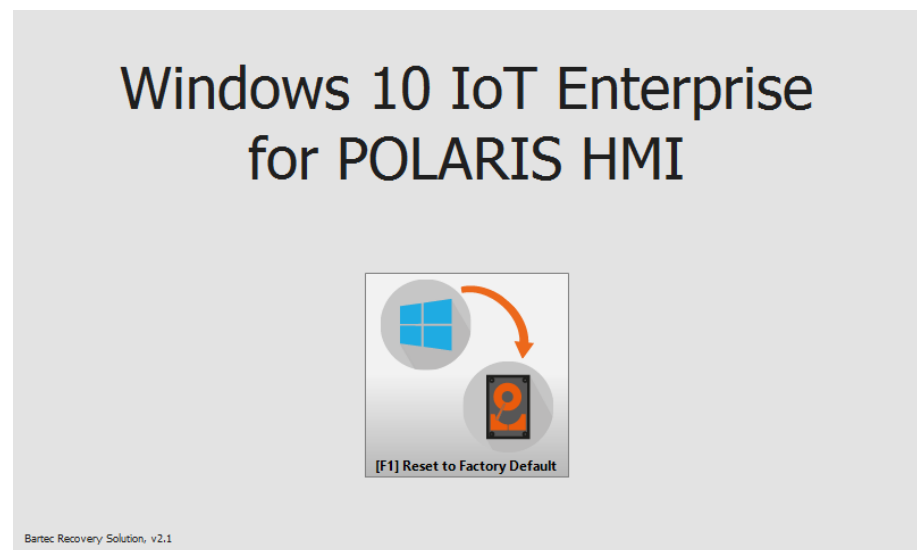 Windows 10 IoT Enterprise
for POLARIS HMI
[F1] Reset to Factory Default
Bartec Recovery Solution, v2.1